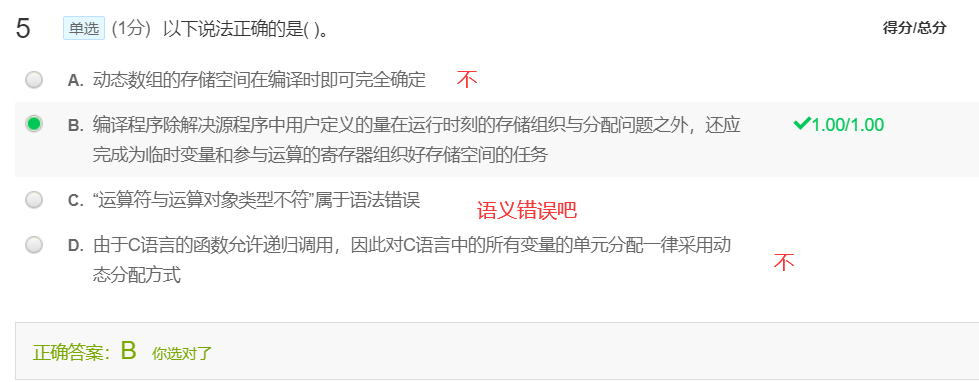 5 单选 (1分) 以下说法正确的是( )。 得分/总分
A. 动态数组的存储空间在编译时即可完全确定 不
B. 编译程序除解决源程序中用户定义的量在运行时刻的存储组织与分配问题之外，还应 1.00/1.00
完成为临时变量和参与运算的寄存器组织好存储空间的任务
C. “运算符与运算对象类型不符”属于语法错误 语义错误吧
D. 由于C语言的函数允许递归调用，因此对C语言中的所有变量的单元分配一律采用动 不
态分配方式
正确答案：B 你选对了